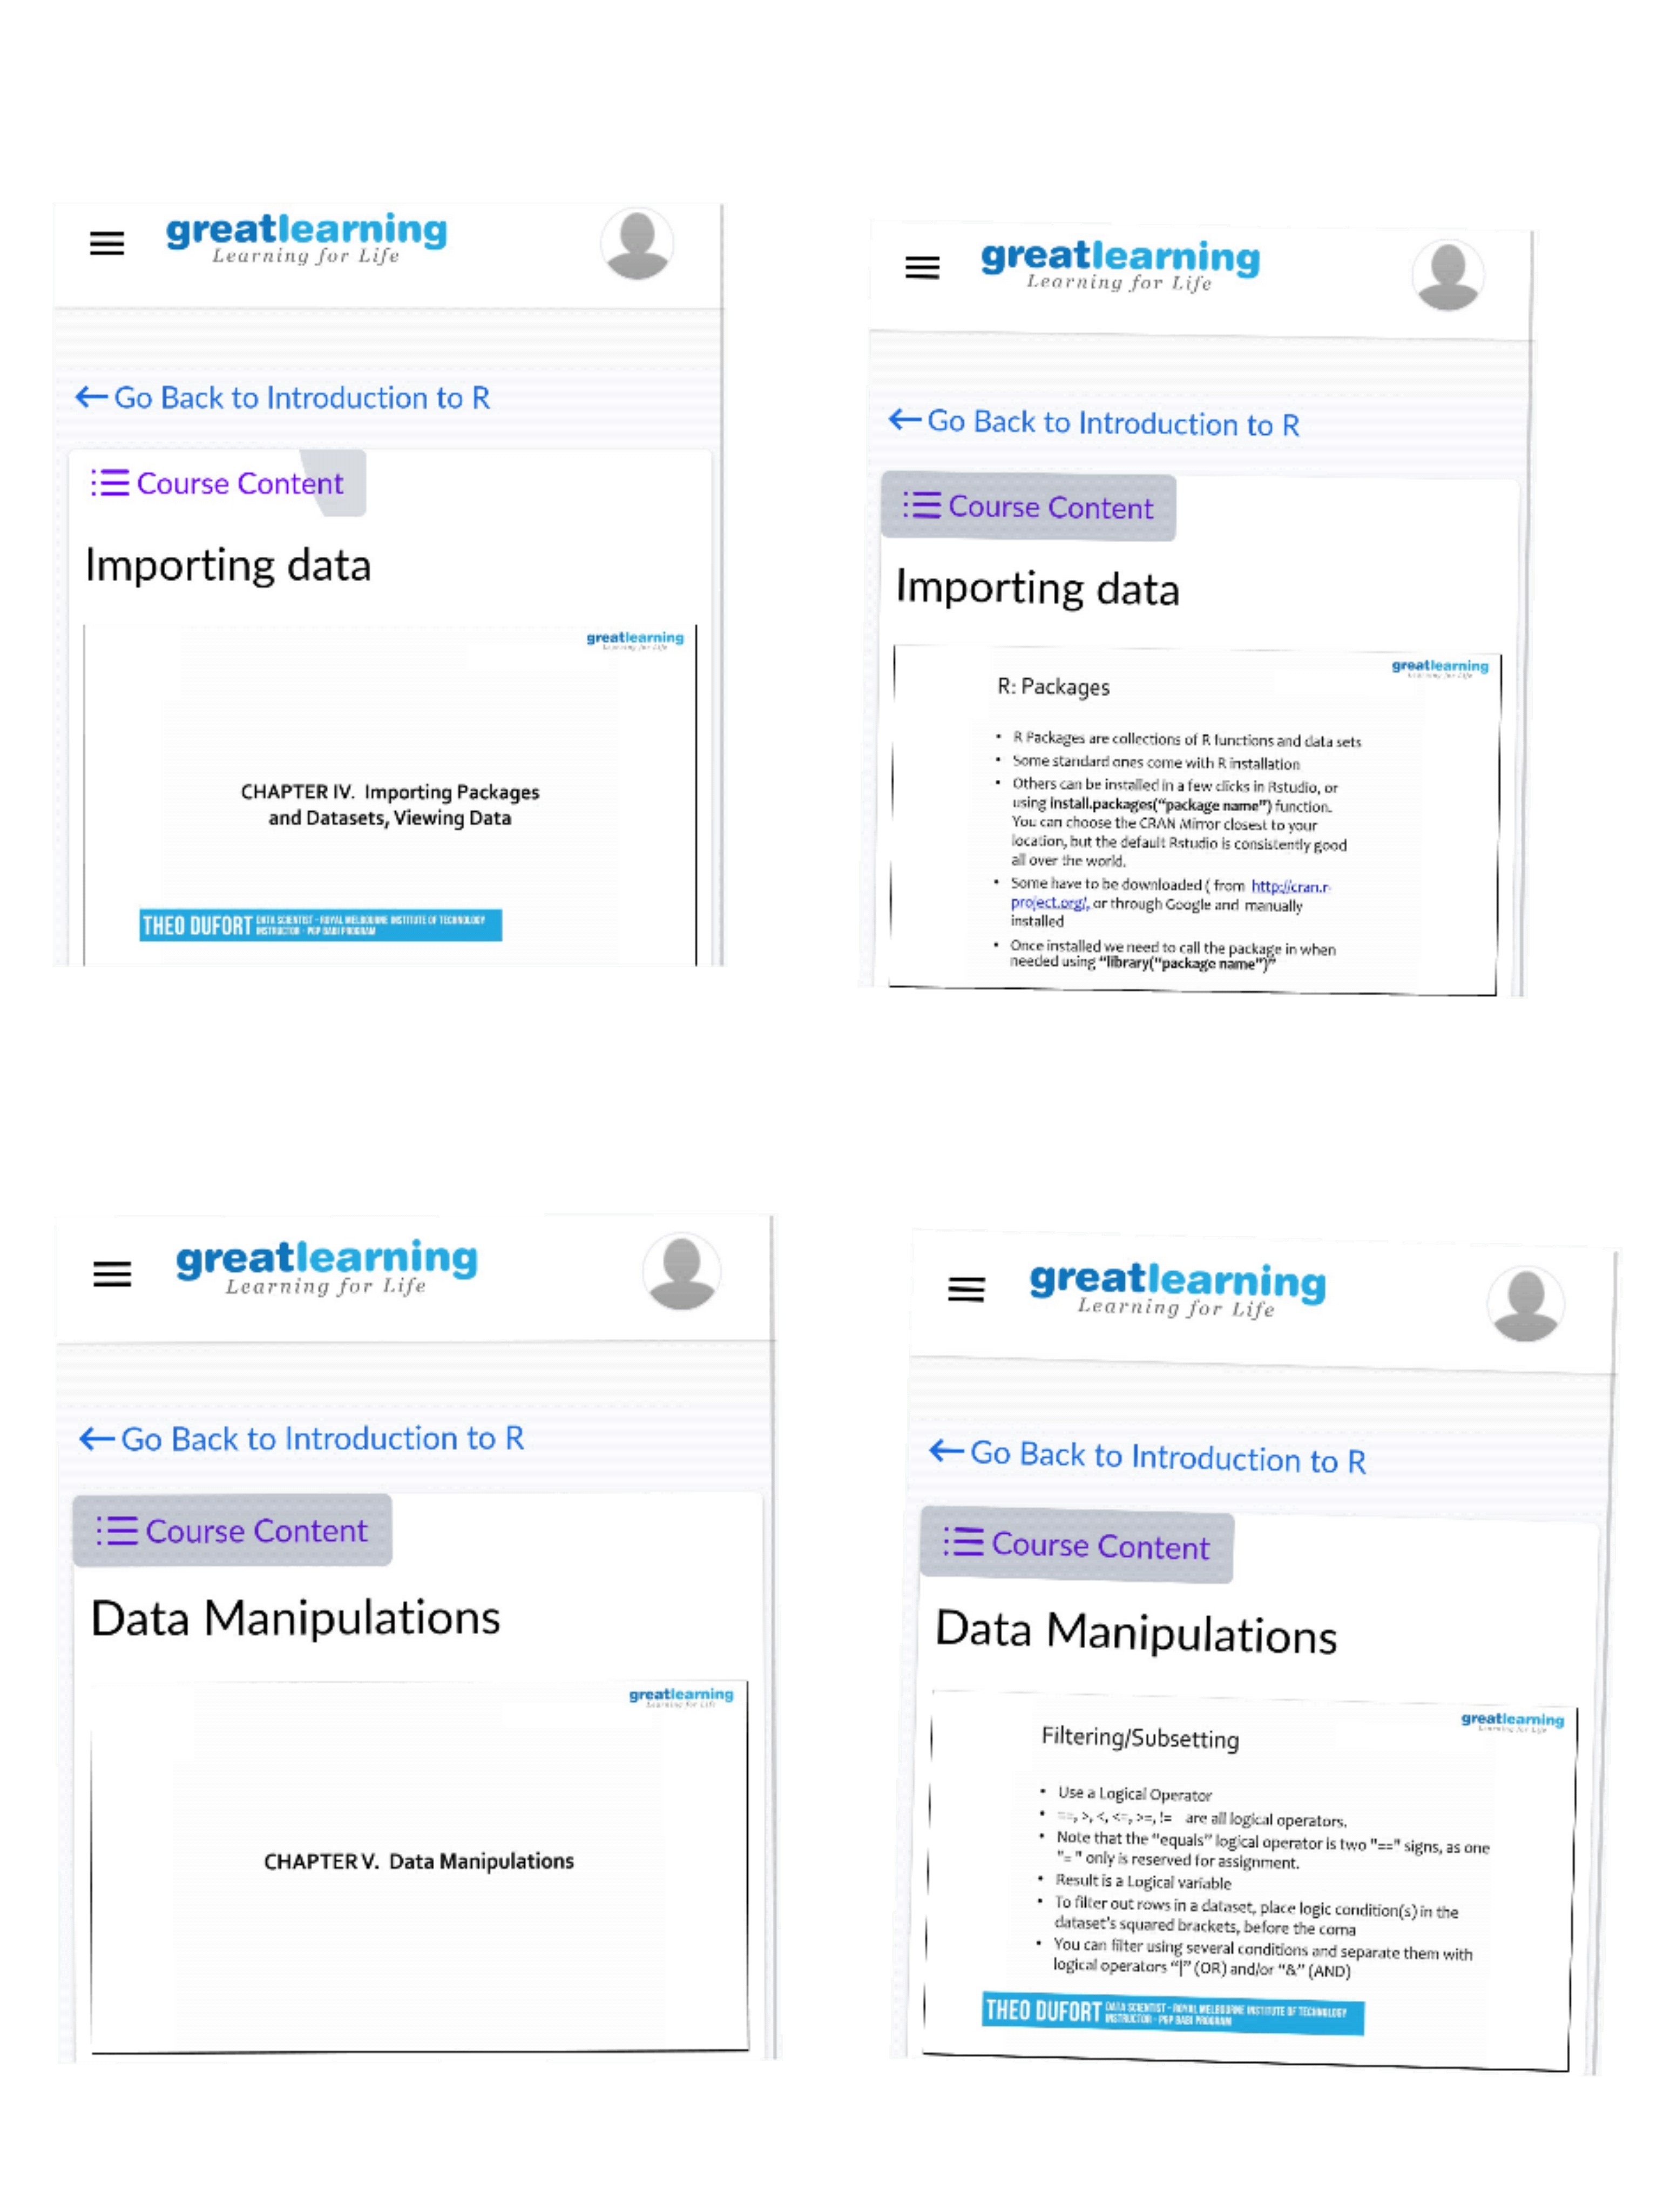 greatlearning
Learning for Life
← Go Back to Introduction to R
Course Content
Importing data
greatlearning
Learning for Life
CHAPTER IV. Importing Packages
and Datasets, Viewing Data
THEO DUFORT DATA SCIENTIST - ROYAL MELBOURNE INSTITUTE OF TECHNOLOGY
INSTRUCTOR - PGP BABI PROGRAM
greatlearning
Learning for Life
← Go Back to Introduction to R
Course Content
Importing data
greatlearning
Learning for Life
R: Packages
• R Packages are collections of R functions and data sets
• Some standard ones come with R installation
• Others can be installed in a few clicks in Rstudio, or
using install.packages("package name") function.
You can choose the CRAN Mirror closest to your
location, but the default Rstudio is consistently good
all over the world.
• Some have to be downloaded ( from http://cran.r-
project.org/, or through Google and manually
installed
• Once installed we need to call the package in when
needed using "library("package name")"
greatlearning
Learning for Life
← Go Back to Introduction to R
Course Content
Data Manipulations
greatlearning
Learning for Life
CHAPTER V. Data Manipulations
greatlearning
Learning for Life
← Go Back to Introduction to R
Course Content
Data Manipulations
greatlearning
Learning for Life
Filtering/Subsetting
• Use a Logical Operator
• ==, >, <, <=, >=, != are all logical operators.
• Note that the "equals" logical operator is two "==" signs, as one
"= " only is reserved for assignment.
• Result is a Logical variable
• To filter out rows in a dataset, place logic condition(s) in the
dataset's squared brackets, before the coma
• You can filter using several conditions and separate them with
logical operators "|" (OR) and/or "&" (AND)
THEO DUFORT DATA SCIENTIST - ROYAL MELBOURNE INSTITUTE OF TECHNOLOGY
INSTRUCTOR - PGP BABI PROGRAM